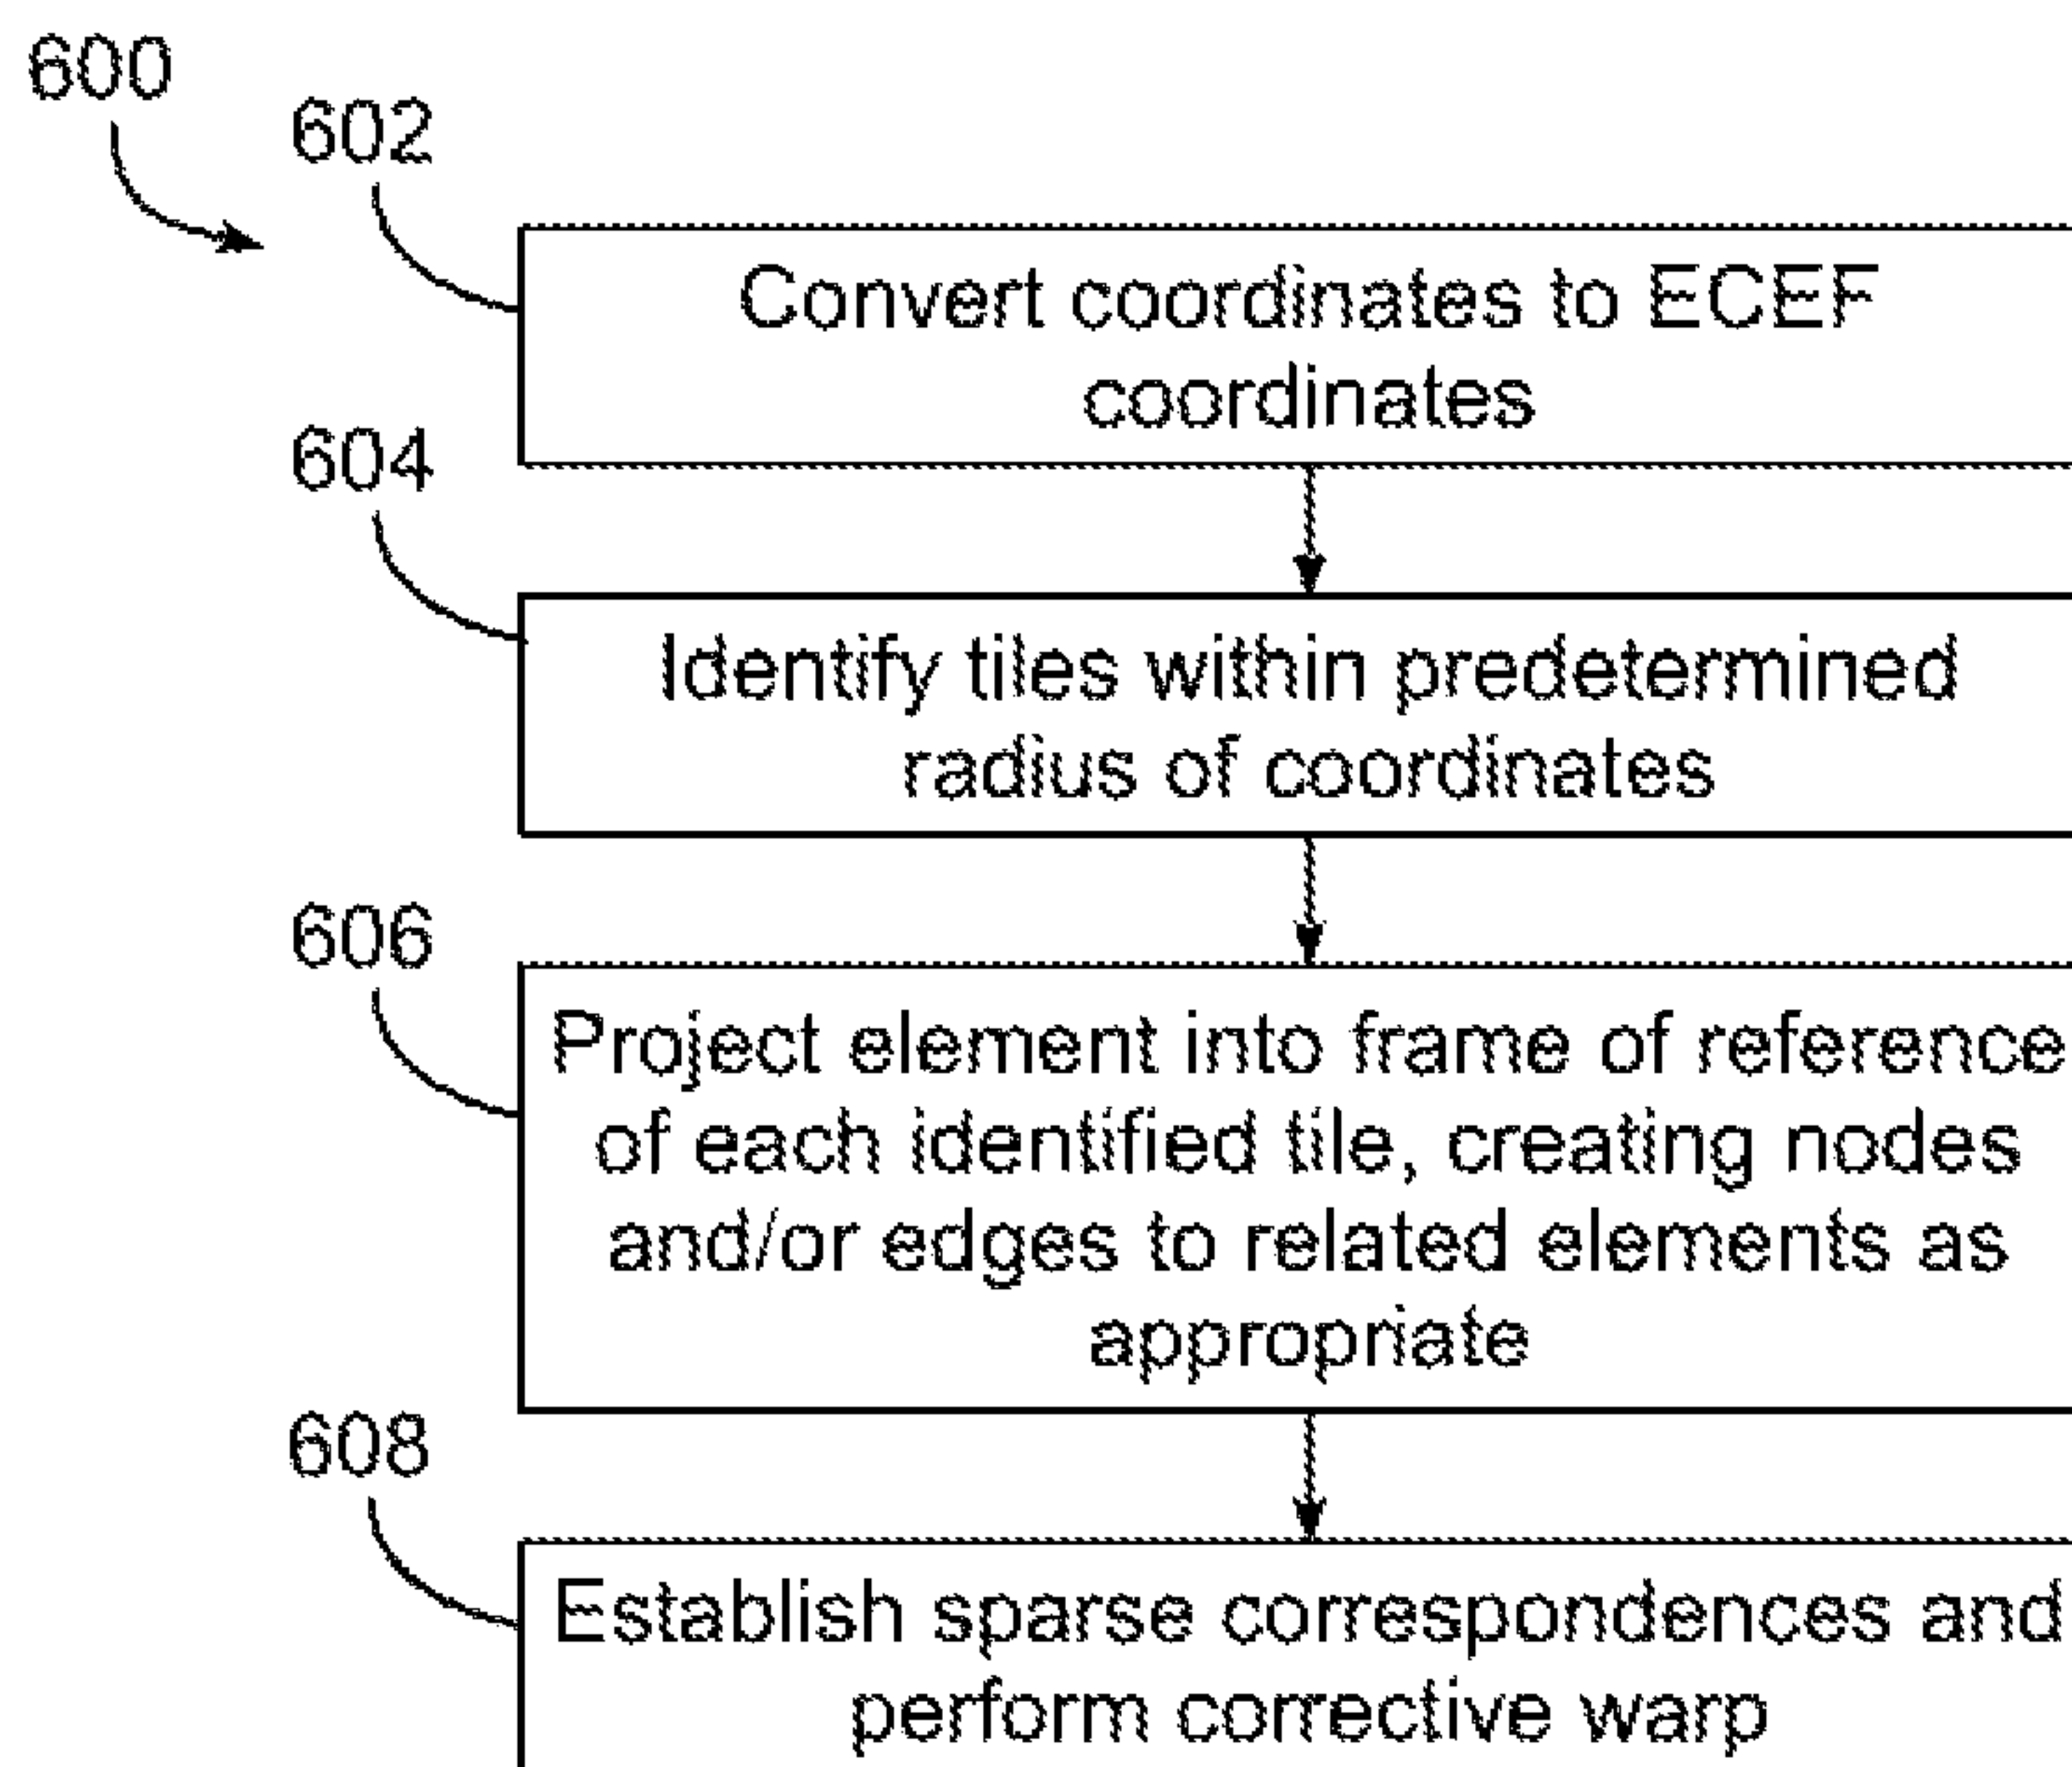 600
602
Convert coordinates to ECEF
coordinates
604
Identify tiles within predetermined
radius of coordinates
606
Project element into frame of reference
of each identified tile, creating nodes
and/or edges to related elements as
appropriate
608
Establish sparse correspondences and
perform corrective warp